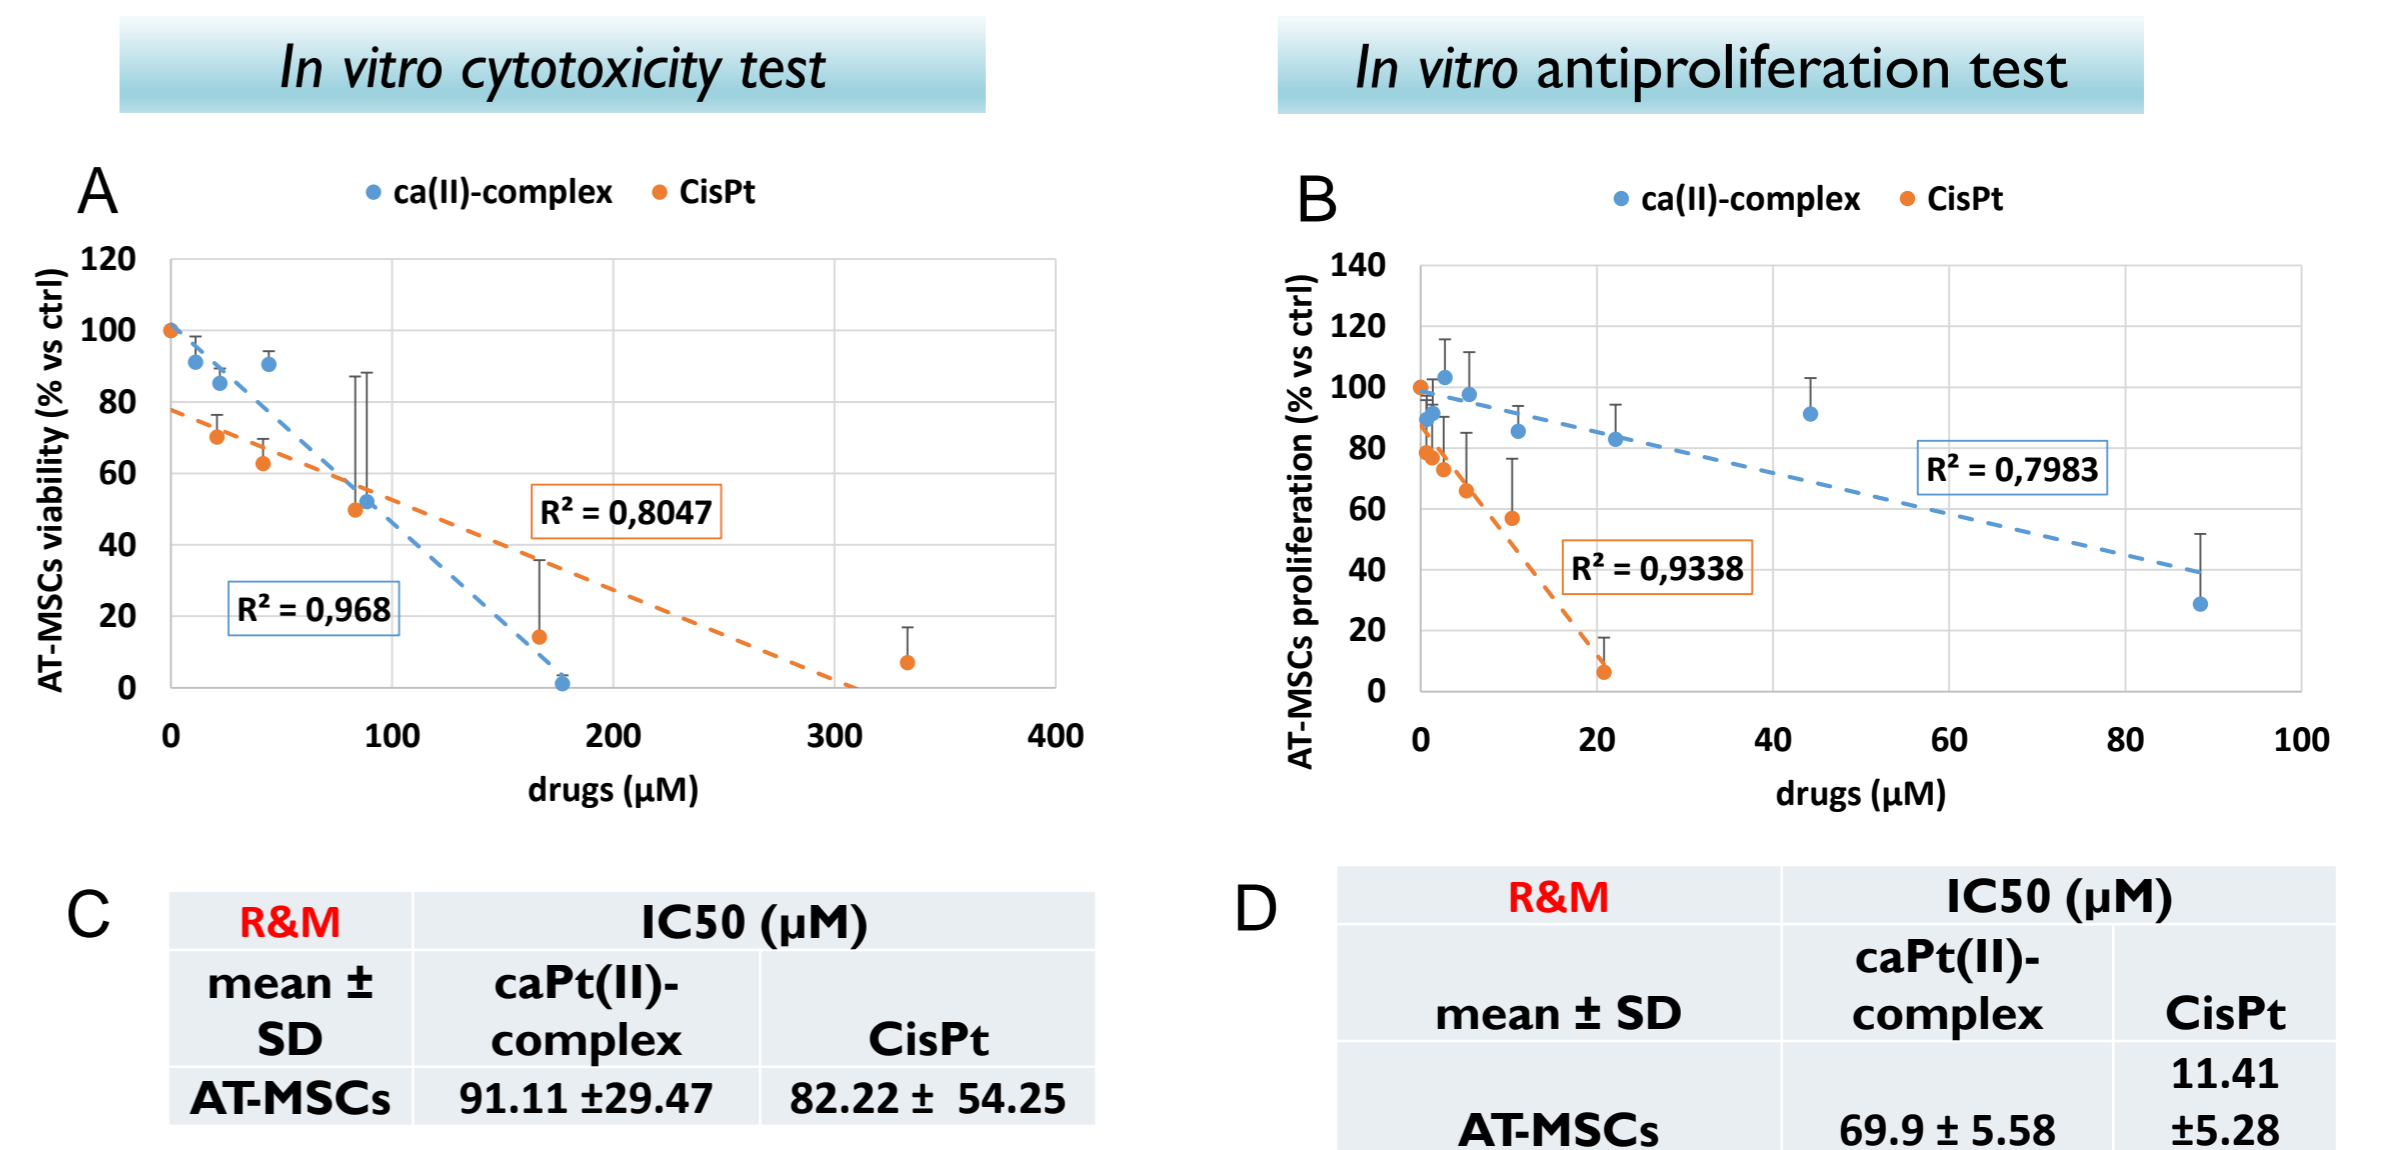 In vitro cytotoxicity test
In vitro antiproliferation test
A
ca(II)-complex
CisPt
AT-MSCs viability (% vs ctrl)
120
100
80
60
40
20
0
R² = 0,8047
R² = 0,968
0
100
200
300
400
drugs (µM)
B
ca(II)-complex
CisPt
AT-MSCs proliferation (% vs ctrl)
140
120
100
80
60
40
20
0
R² = 0,7983
R² = 0,9338
0
20
40
60
80
100
drugs (µM)
C
R&M
IC50 (µM)
mean ±
SD
caPt(II)-
complex
CisPt
AT-MSCs
91.11 ±29.47
82.22 ± 54.25
D
R&M
IC50 (µM)
mean ± SD
caPt(II)-
complex
CisPt
AT-MSCs
69.9 ± 5.58
11.41
±5.28